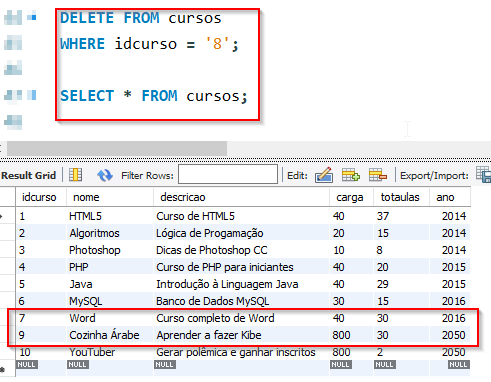 DELETE FROM cursos
WHERE idcurso = '8';
SELECT * FROM cursos;
Result Grid Filter Rows: Edit: Export/Import:
idcurso nome descricao carga totaulas ano
1 HTML5 Curso de HTML5 40 37 2014
2 Algoritmos Lógica de Progamação 20 15 2014
3 Photoshop Dicas de Photoshop CC 10 8 2014
4 PHP Curso de PHP para iniciantes 40 20 2015
5 Java Introdução à Linguagem Java 40 29 2015
6 MySQL Banco de Dados MySQL 30 15 2016
7 Word Curso completo de Word 40 30 2016
9 Cozinha Árabe Aprender a fazer Kibe 800 30 2050
10 YouTuber Gerar polêmica e ganhar inscritos 800 2 2050
NULL NULL NULL NULL NULL NULL